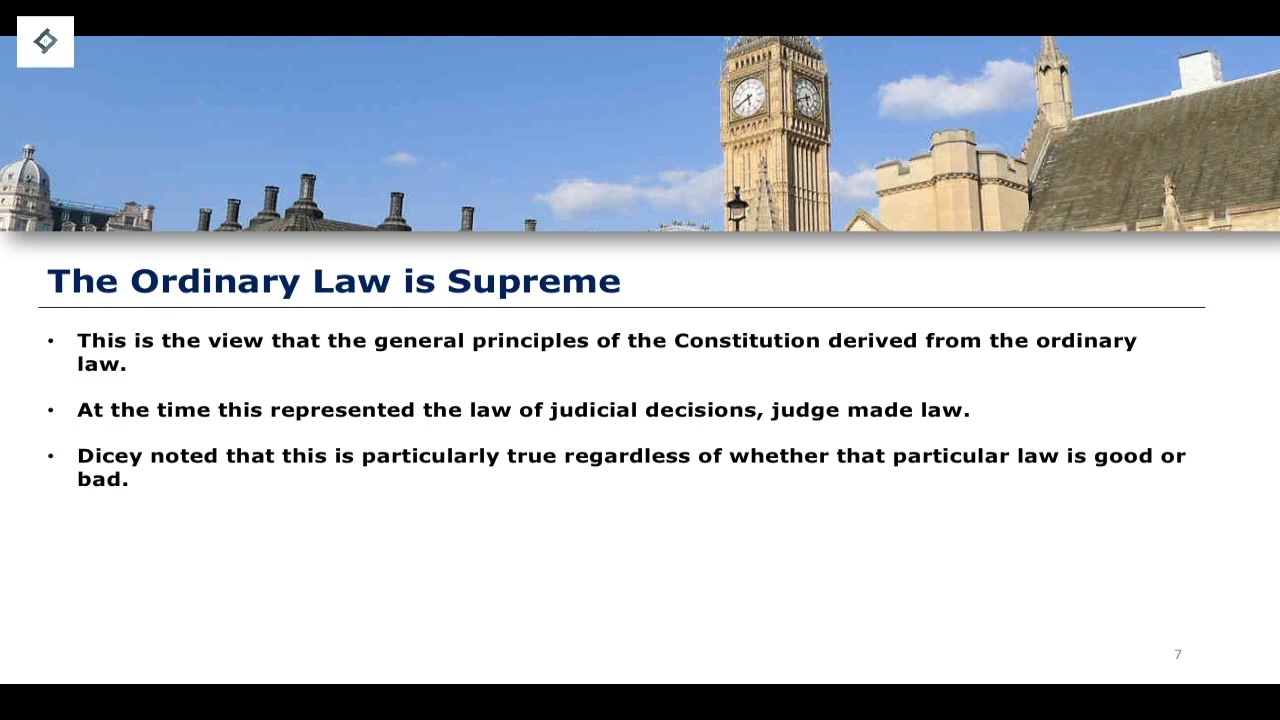 The Ordinary Law is Supreme
• This is the view that the general principles of the Constitution derived from the ordinary
law.
• At the time this represented the law of judicial decisions, judge made law.
• Dicey noted that this is particularly true regardless of whether that particular law is good or
bad.
7